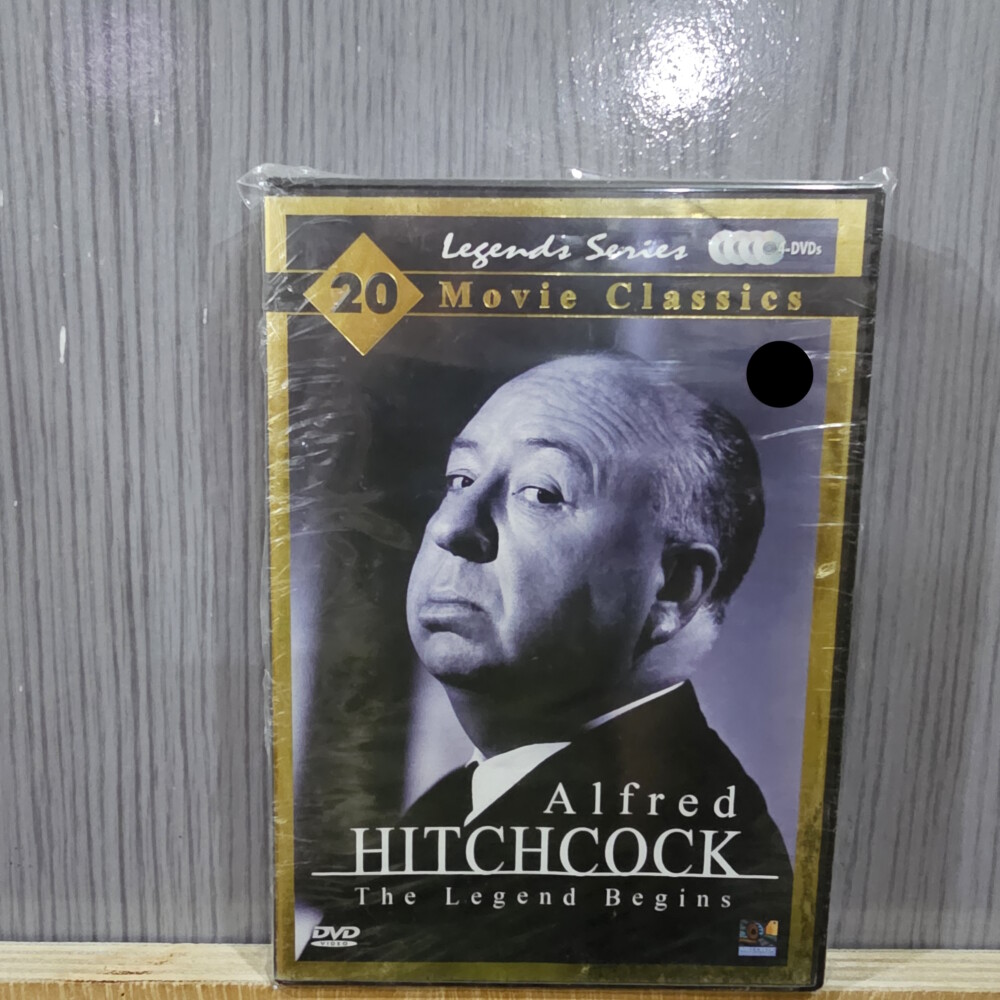 Legends Series 4-DVDs
20 Movie Classics
Alfred
HITCHCOCK
The Legend Begins
DVD
VIDEO